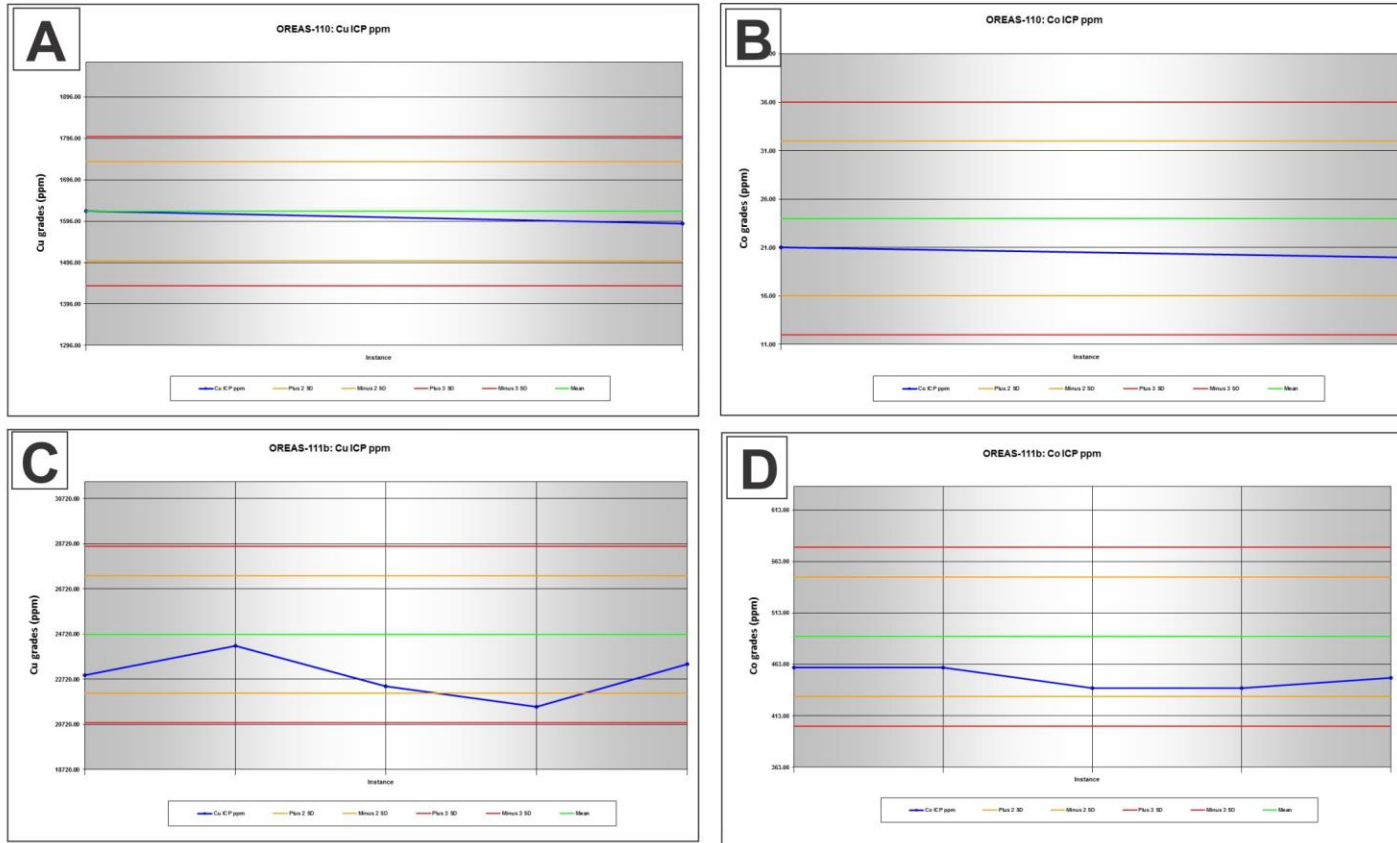 A
OREAS-110: Cu ICP ppm
Cu grades (ppm)
1896.00
1796.00
1696.00
1596.00
1496.00
1396.00
1296.00
Instance
Cu ICP ppm Plus 2 SD Minus 2 SD Plus 3 SD Minus 3 SD Mean
B
OREAS-110: Co ICP ppm
Co grades (ppm)
36.00
31.00
26.00
21.00
16.00
11.00
Instance
Co ICP ppm Plus 2 SD Minus 2 SD Plus 3 SD Minus 3 SD Mean
C
OREAS-111b: Cu ICP ppm
Cu grades (ppm)
30720.00
28720.00
26720.00
24720.00
22720.00
20720.00
18720.00
Instance
Cu ICP ppm Plus 2 SD Minus 2 SD Plus 3 SD Minus 3 SD Mean
D
OREAS-111b: Co ICP ppm
Co grades (ppm)
613.00
563.00
513.00
463.00
413.00
363.00
Instance
Co ICP ppm Plus 2 SD Minus 2 SD Plus 3 SD Minus 3 SD Mean